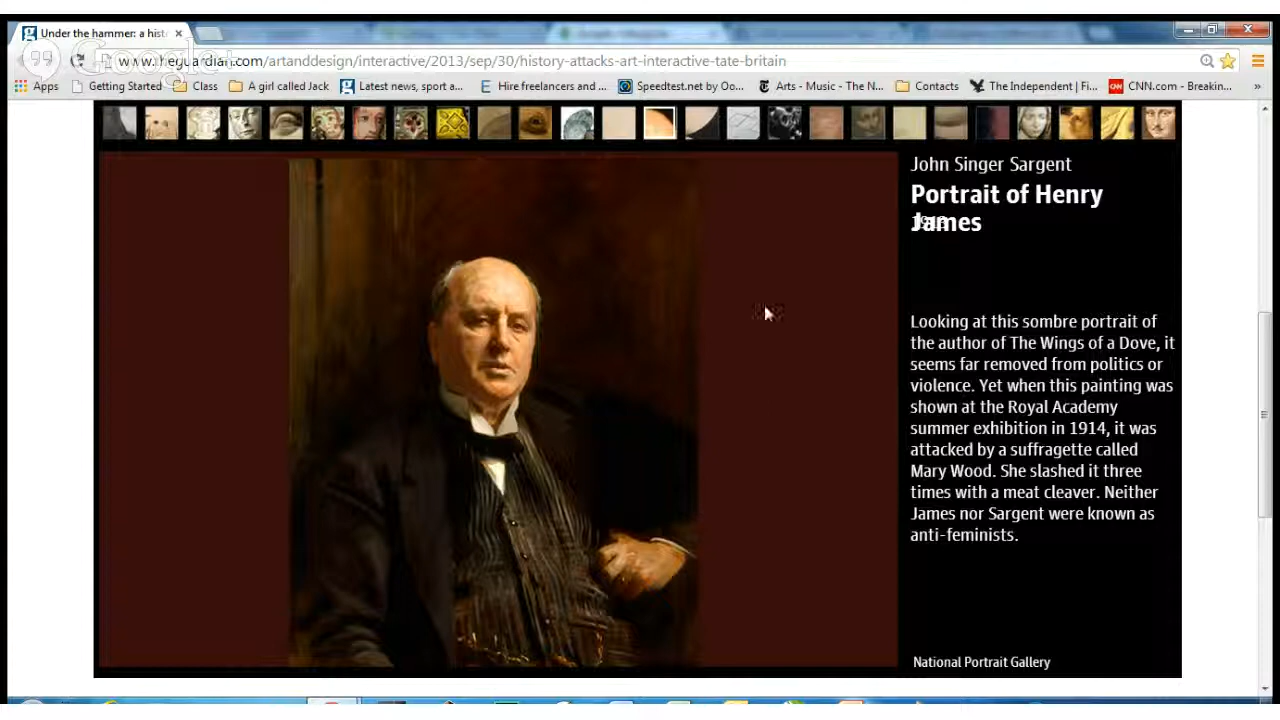 Under the hammer: a hist
Google+
www.theguardian.com/artanddesign/interactive/2013/sep/30/history-attacks-art-interactive-tate-britain
Apps Getting Started Class A girl called Jack Latest news, sport a... Hire freelancers and ... Speedtest.net by Oo... Arts - Music - The N... Contacts The Independent | Fi... CNN.com - Breakin... »
John Singer Sargent
Portrait of Henry
James
Looking at this sombre portrait of
the author of The Wings of a Dove, it
seems far removed from politics or
violence. Yet when this painting was
shown at the Royal Academy
summer exhibition in 1914, it was
attacked by a suffragette called
Mary Wood. She slashed it three
times with a meat cleaver. Neither
James nor Sargent were known as
anti-feminists.
National Portrait Gallery